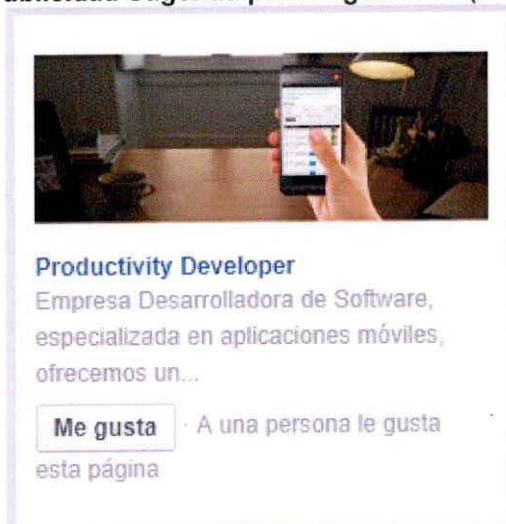 Productivity Developer
Empresa Desarrolladora de Software,
especializada en aplicaciones móviles,
ofrecemos un...
Me gusta · A una persona le gusta
esta página